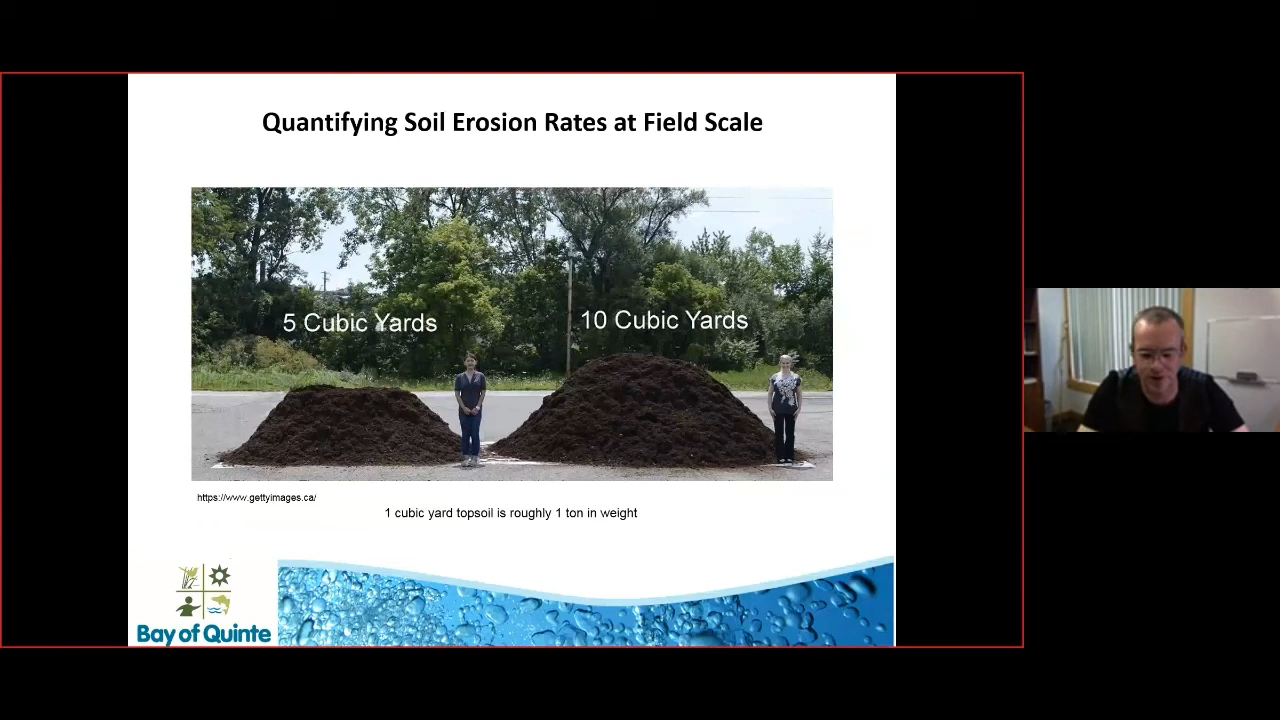 Quantifying Soil Erosion Rates at Field Scale
5 Cubic Yards
10 Cubic Yards
https://www.gettyimages.ca/
1 cubic yard topsoil is roughly 1 ton in weight
Bay of Quinte